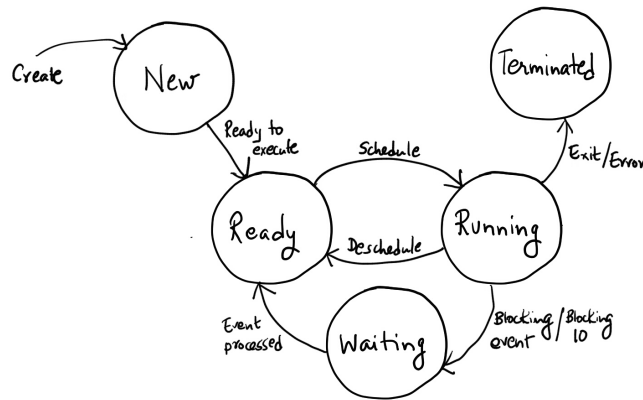 Create
New
Terminated
Ready to
execute
Schedule
Exit/Error
Ready
Running
Deschedule
Event
processed
Waiting
Blocking/Blocking
event IO